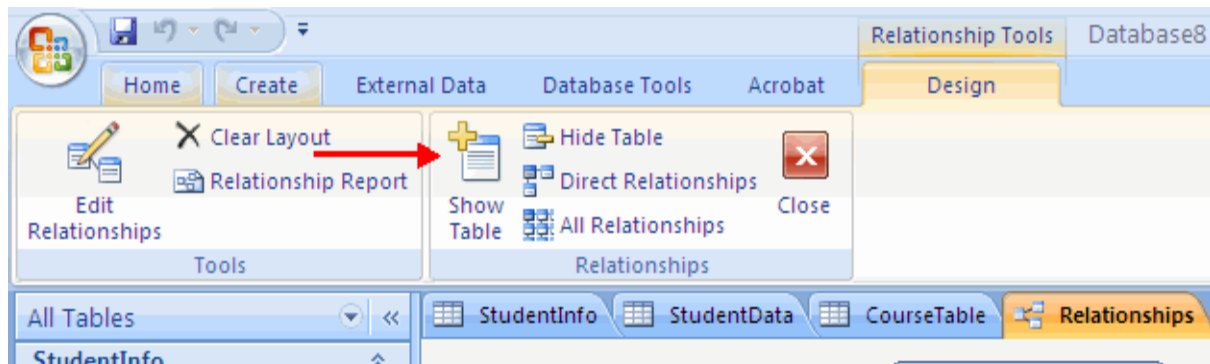 Relationship Tools Database8
Home Create External Data Database Tools Acrobat Design
Clear Layout
Relationship Report
Edit
Relationships
Tools
Show
Table
Hide Table
Direct Relationships
All Relationships
Close
Relationships
All Tables
StudentInfo StudentData CourseTable Relationships
StudentInfo